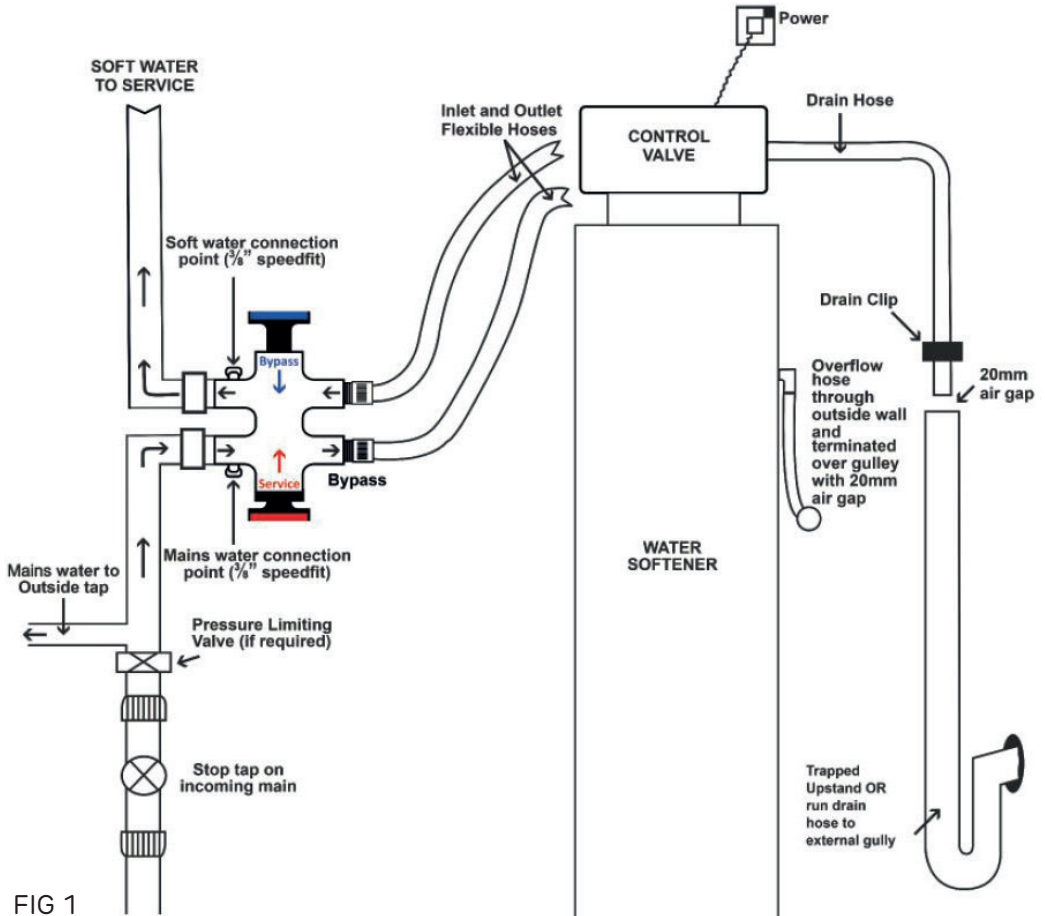 Power
SOFT WATER
TO SERVICE
Inlet and Outlet
Flexible Hoses
CONTROL
VALVE
Drain Hose
Soft water connection
point (⅜” speedfit)
Bypass
Drain Clip
20mm
air gap
Overflow
hose
through
outside wall
and
terminated
over gulley
with 20mm
air gap
Service
Bypass
Mains water connection
point (⅜” speedfit)
Mains water to
Outside tap
WATER
SOFTENER
Pressure Limiting
Valve (if required)
Stop tap on
incoming main
Trapped
Upstand OR
run drain
hose to
external gully
FIG 1